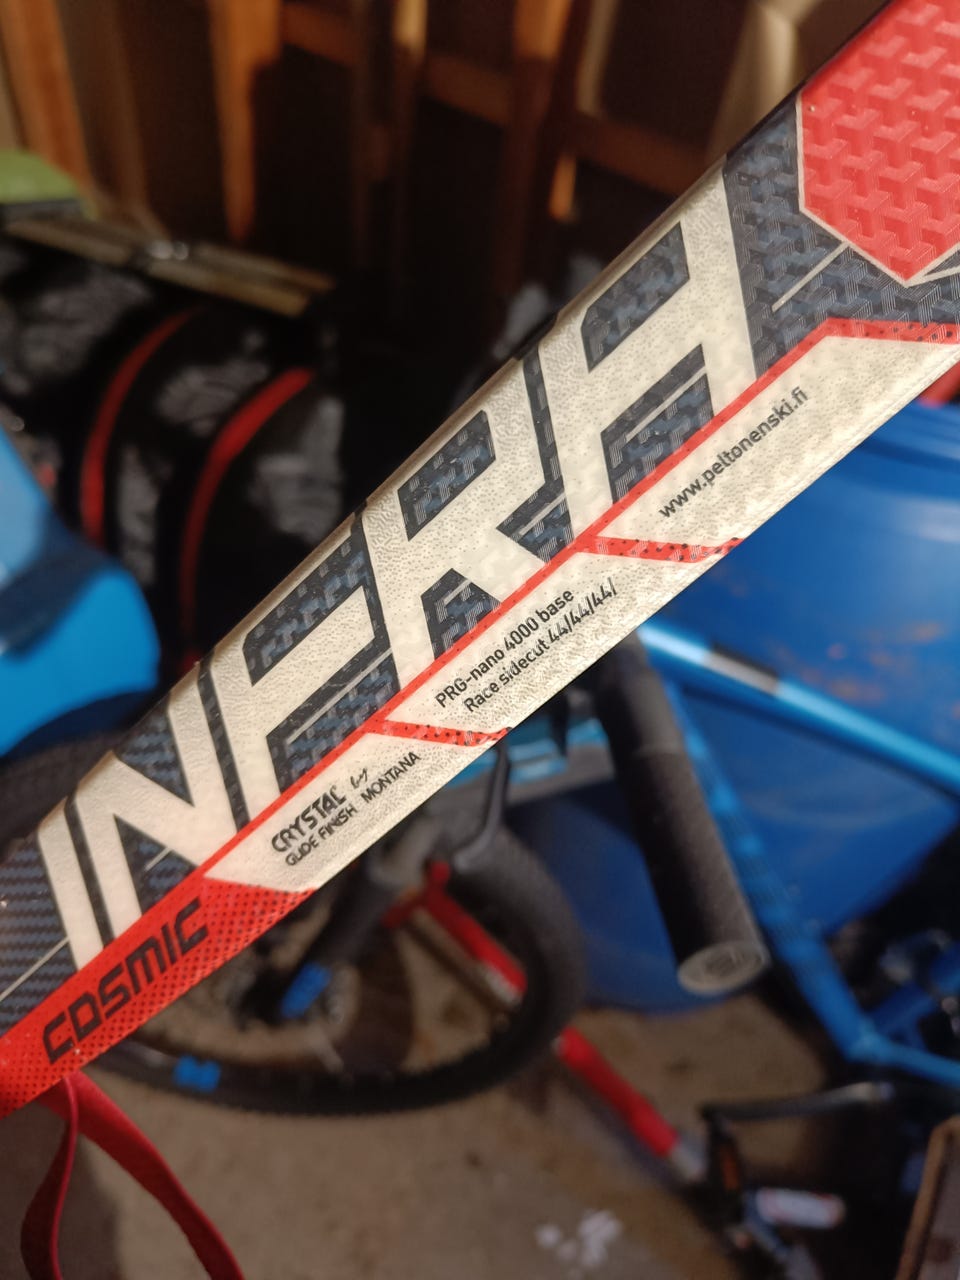 INFRA
www.peltonenski.fi
PRG-nano 4000 base
Race sidecut 44/44/44/
CRYSTAL by
GLIDE FINISH MONTANA
COSMIC